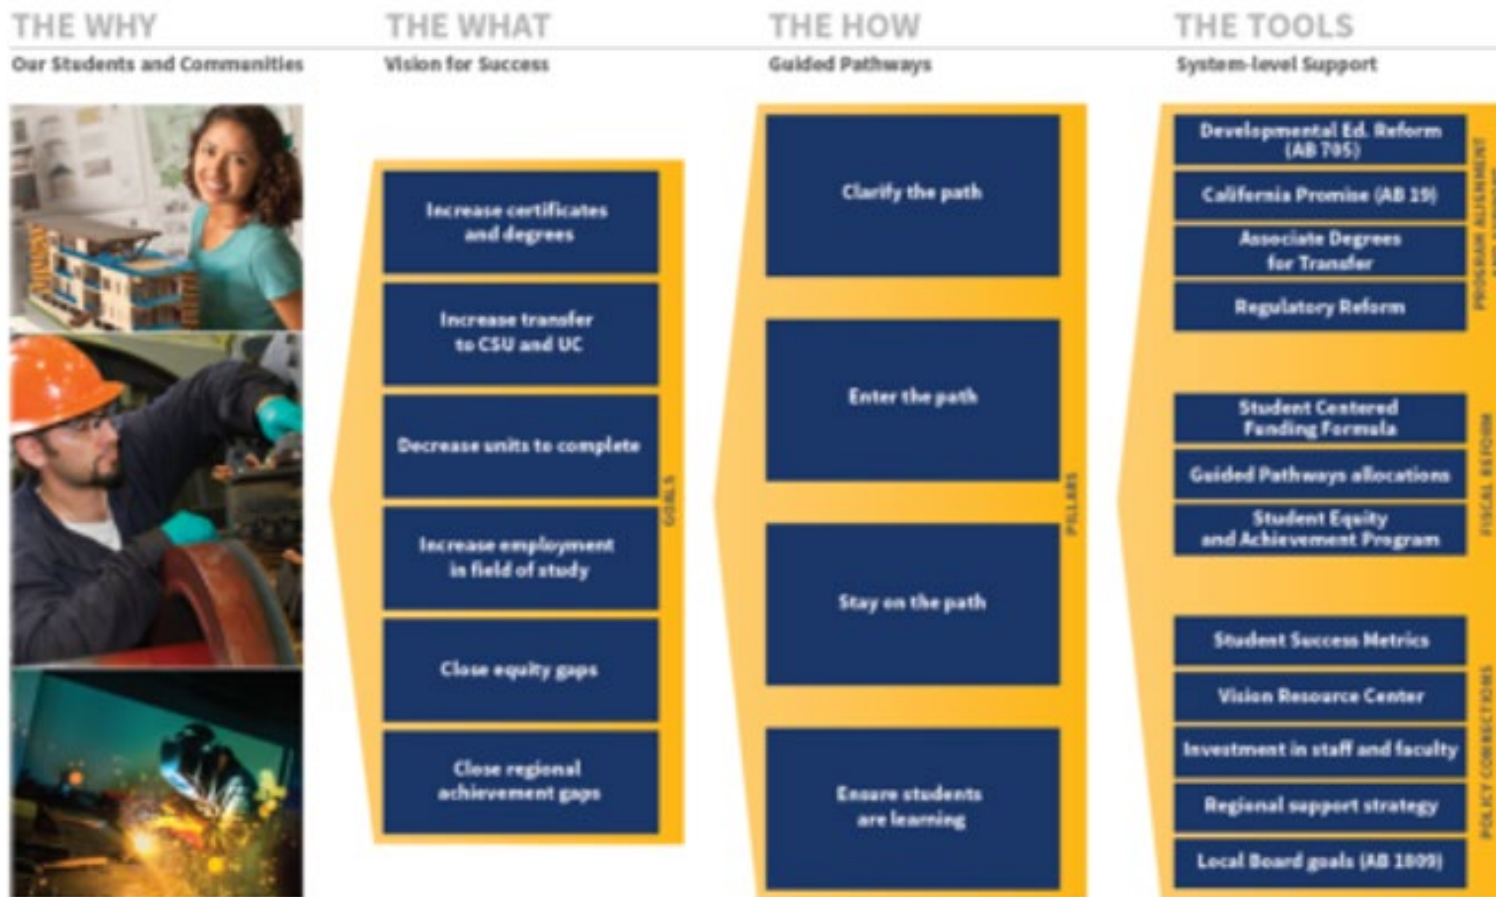 THE WHY
Our Students and Communities
THE WHAT
Vision for Success
Increase certificates
and degrees
Increase transfer
to CSU and UC
Decrease units to complete
Increase employment
in field of study
Close equity gaps
Close regional
achievement gaps
GOALS
THE HOW
Guided Pathways
Clarify the path
Enter the path
Stay on the path
Ensure students
are learning
PILLARS
THE TOOLS
System-level Support
Developmental Ed. Reform
(AB 705)
California Promise (AB 19)
Associate Degrees
for Transfer
Regulatory Reform
PROGRAM ALIGNMENT
Student Centered
Funding Formula
Guided Pathways allocations
Student Equity
and Achievement Program
FISCAL REFORM
Student Success Metrics
Vision Resource Center
Investment in staff and faculty
Regional support strategy
Local Board goals (AB 1809)
POLICY CONNECTIONS